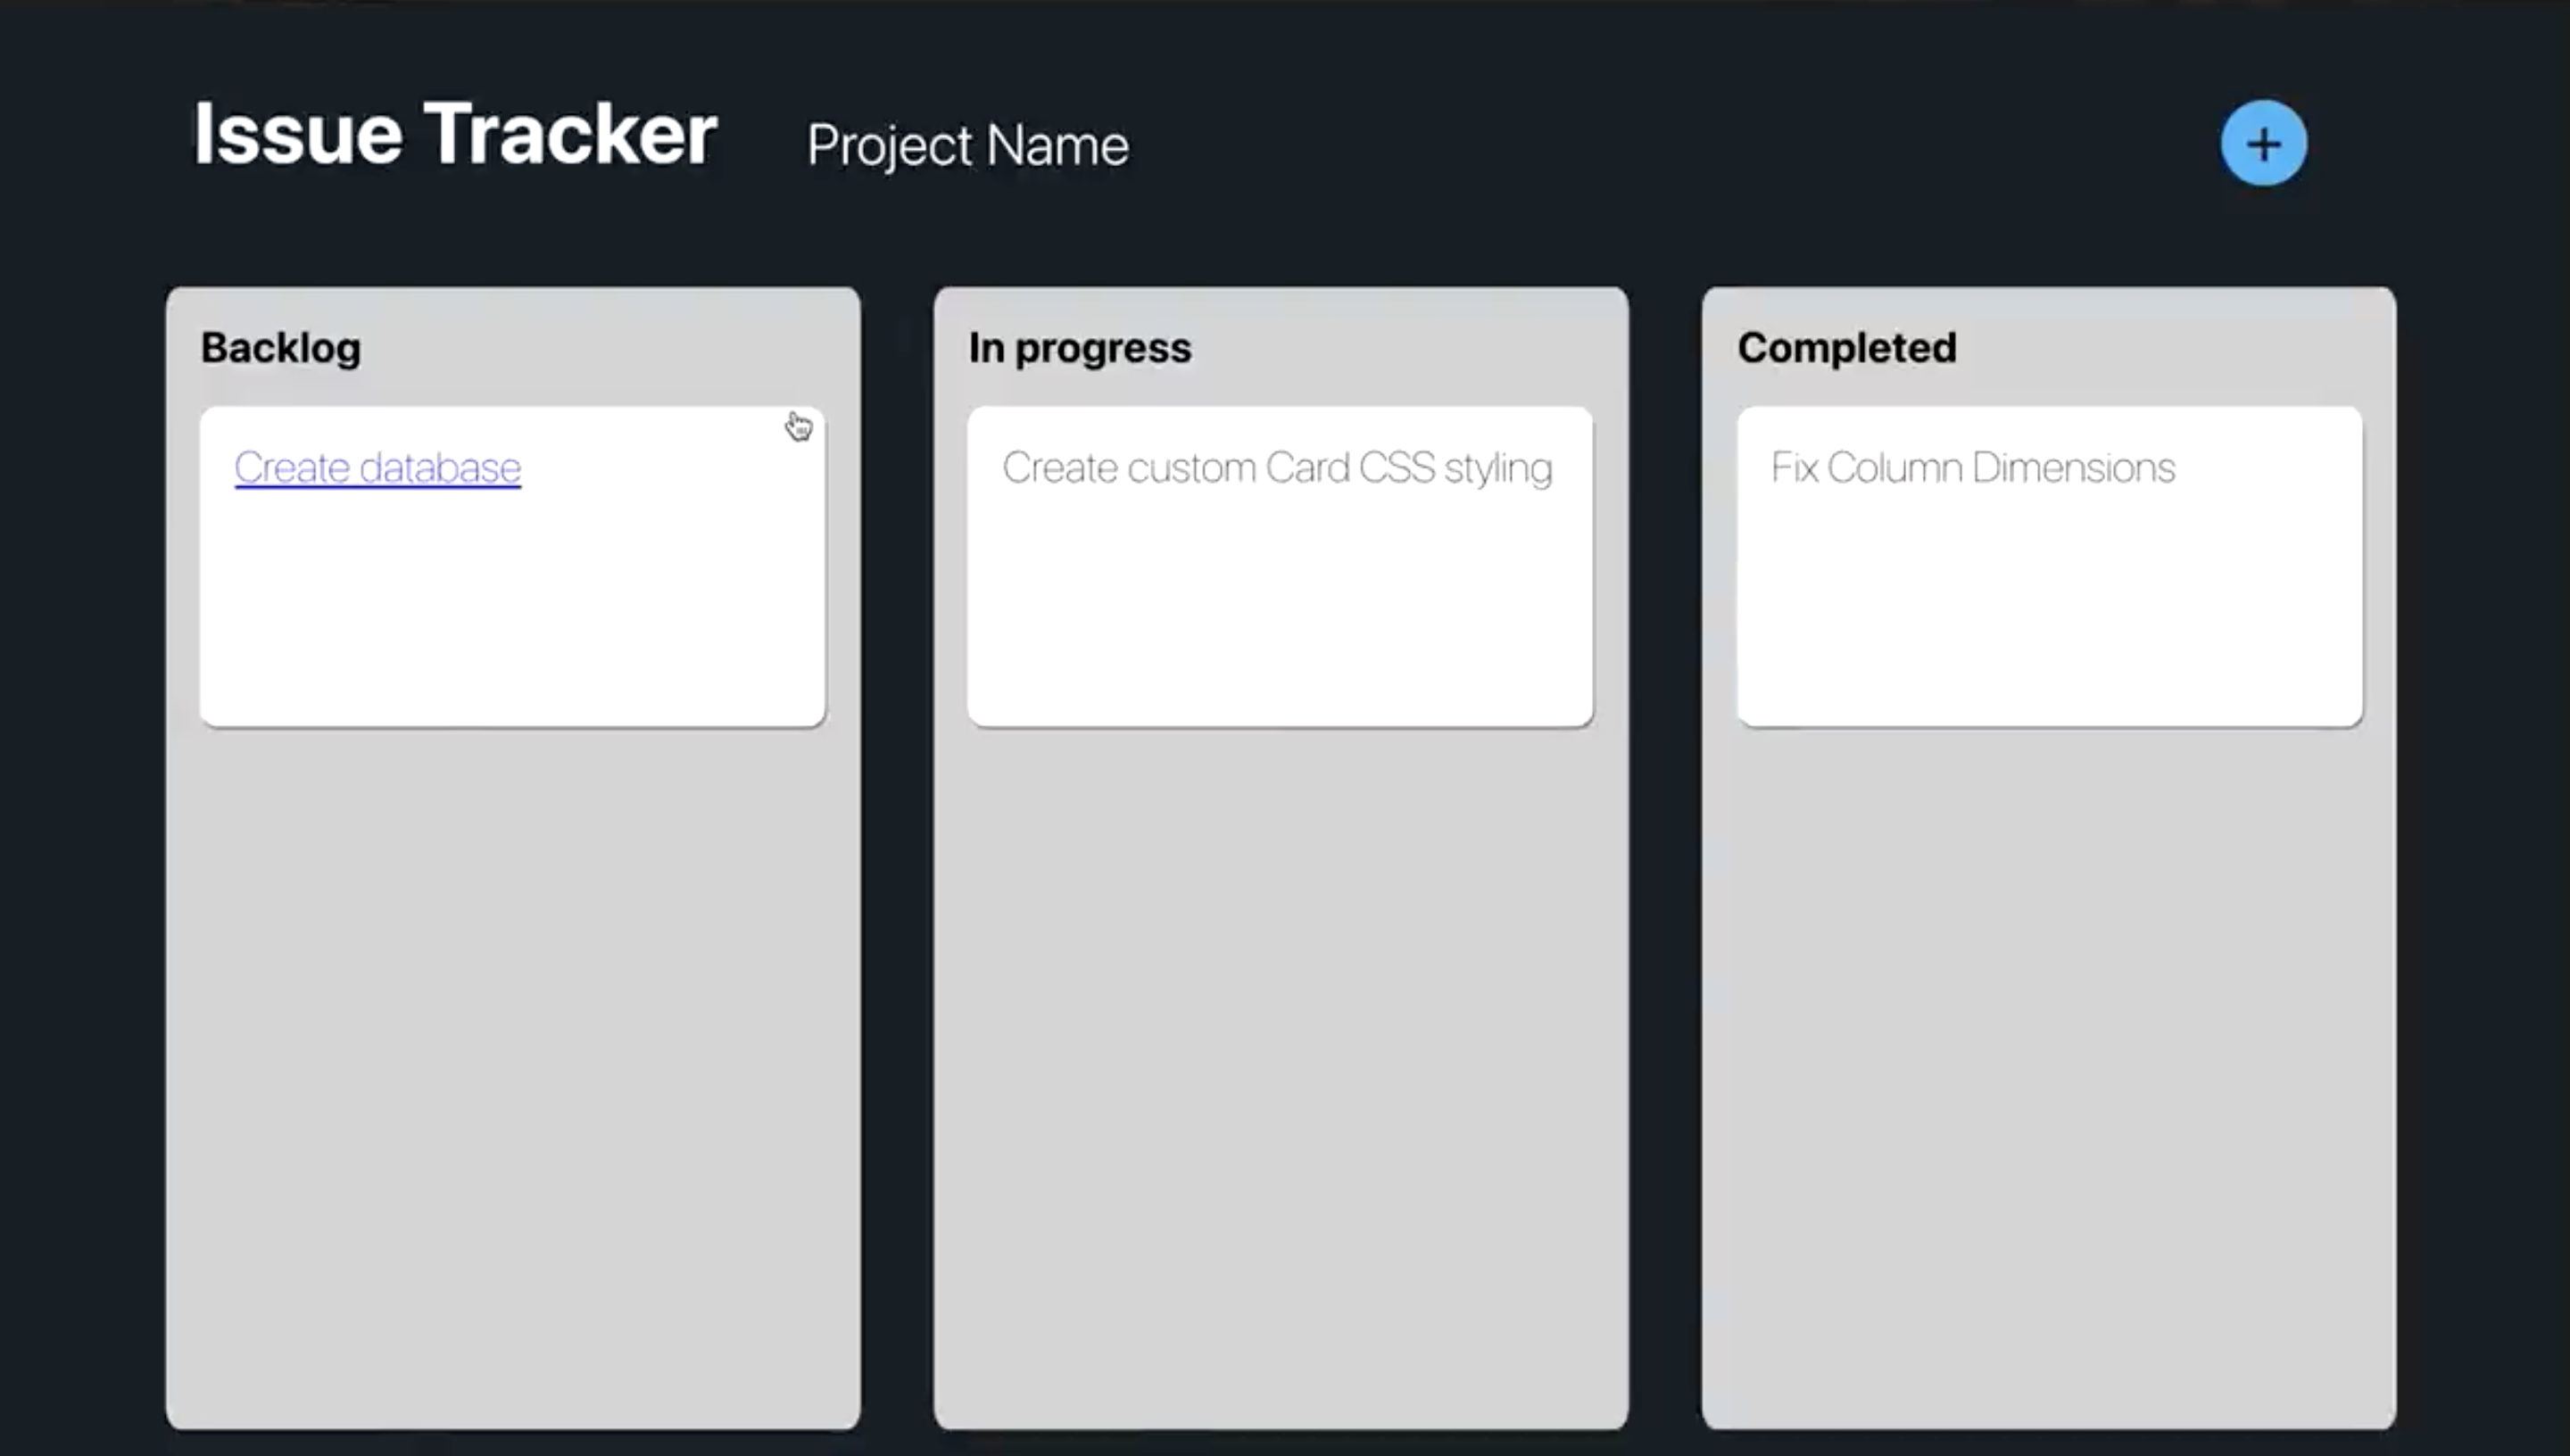 Issue Tracker
Project Name
+
Backlog
Create database
In progress
Create custom Card CSS styling
Completed
Fix Column Dimensions